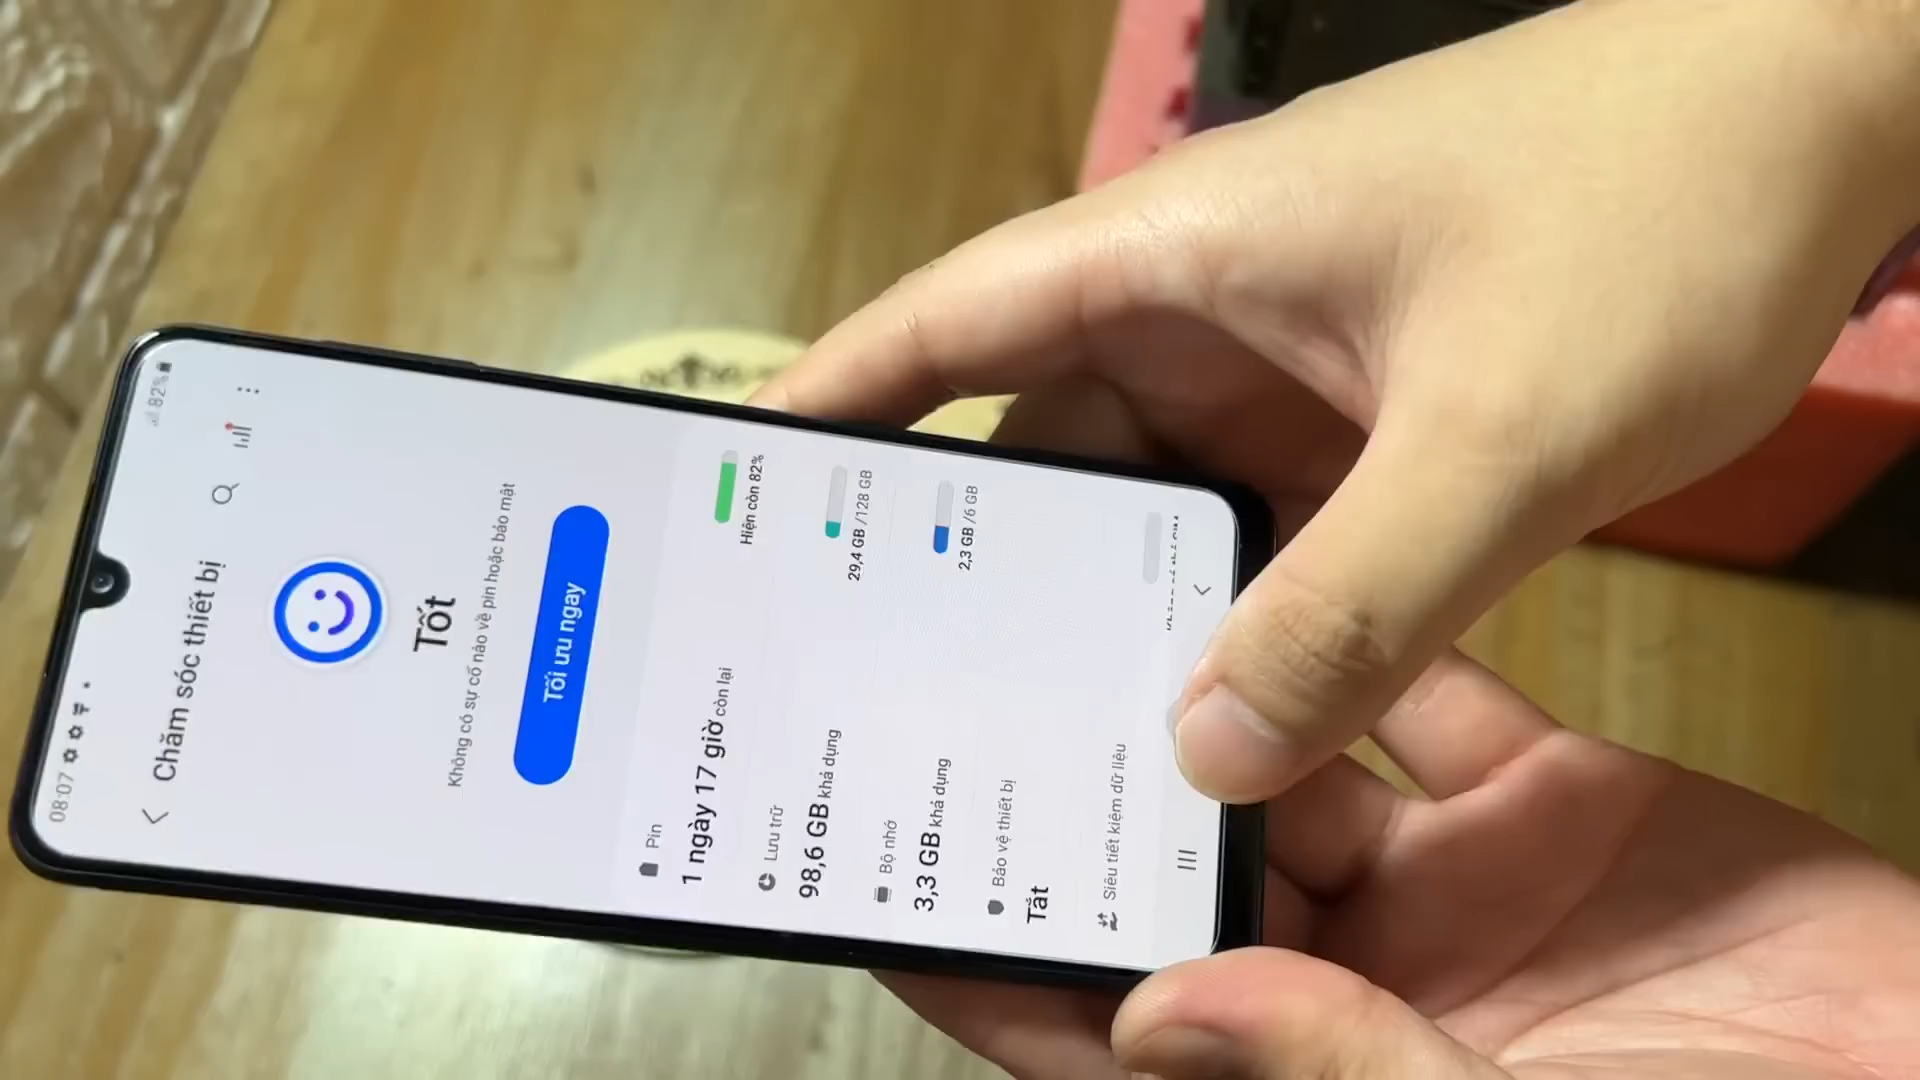 08:07
82%
Chăm sóc thiết bị
Tốt
Không có sự cố nào về pin hoặc bảo mật
Tối ưu ngay
Pin
1 ngày 17 giờ còn lại
Hiện còn 82%
Lưu trữ
98,6 GB khả dụng
29,4 GB /128 GB
Bộ nhớ
3,3 GB khả dụng
2,3 GB /6 GB
Bảo vệ thiết bị
Tắt
Siêu tiết kiệm dữ liệu